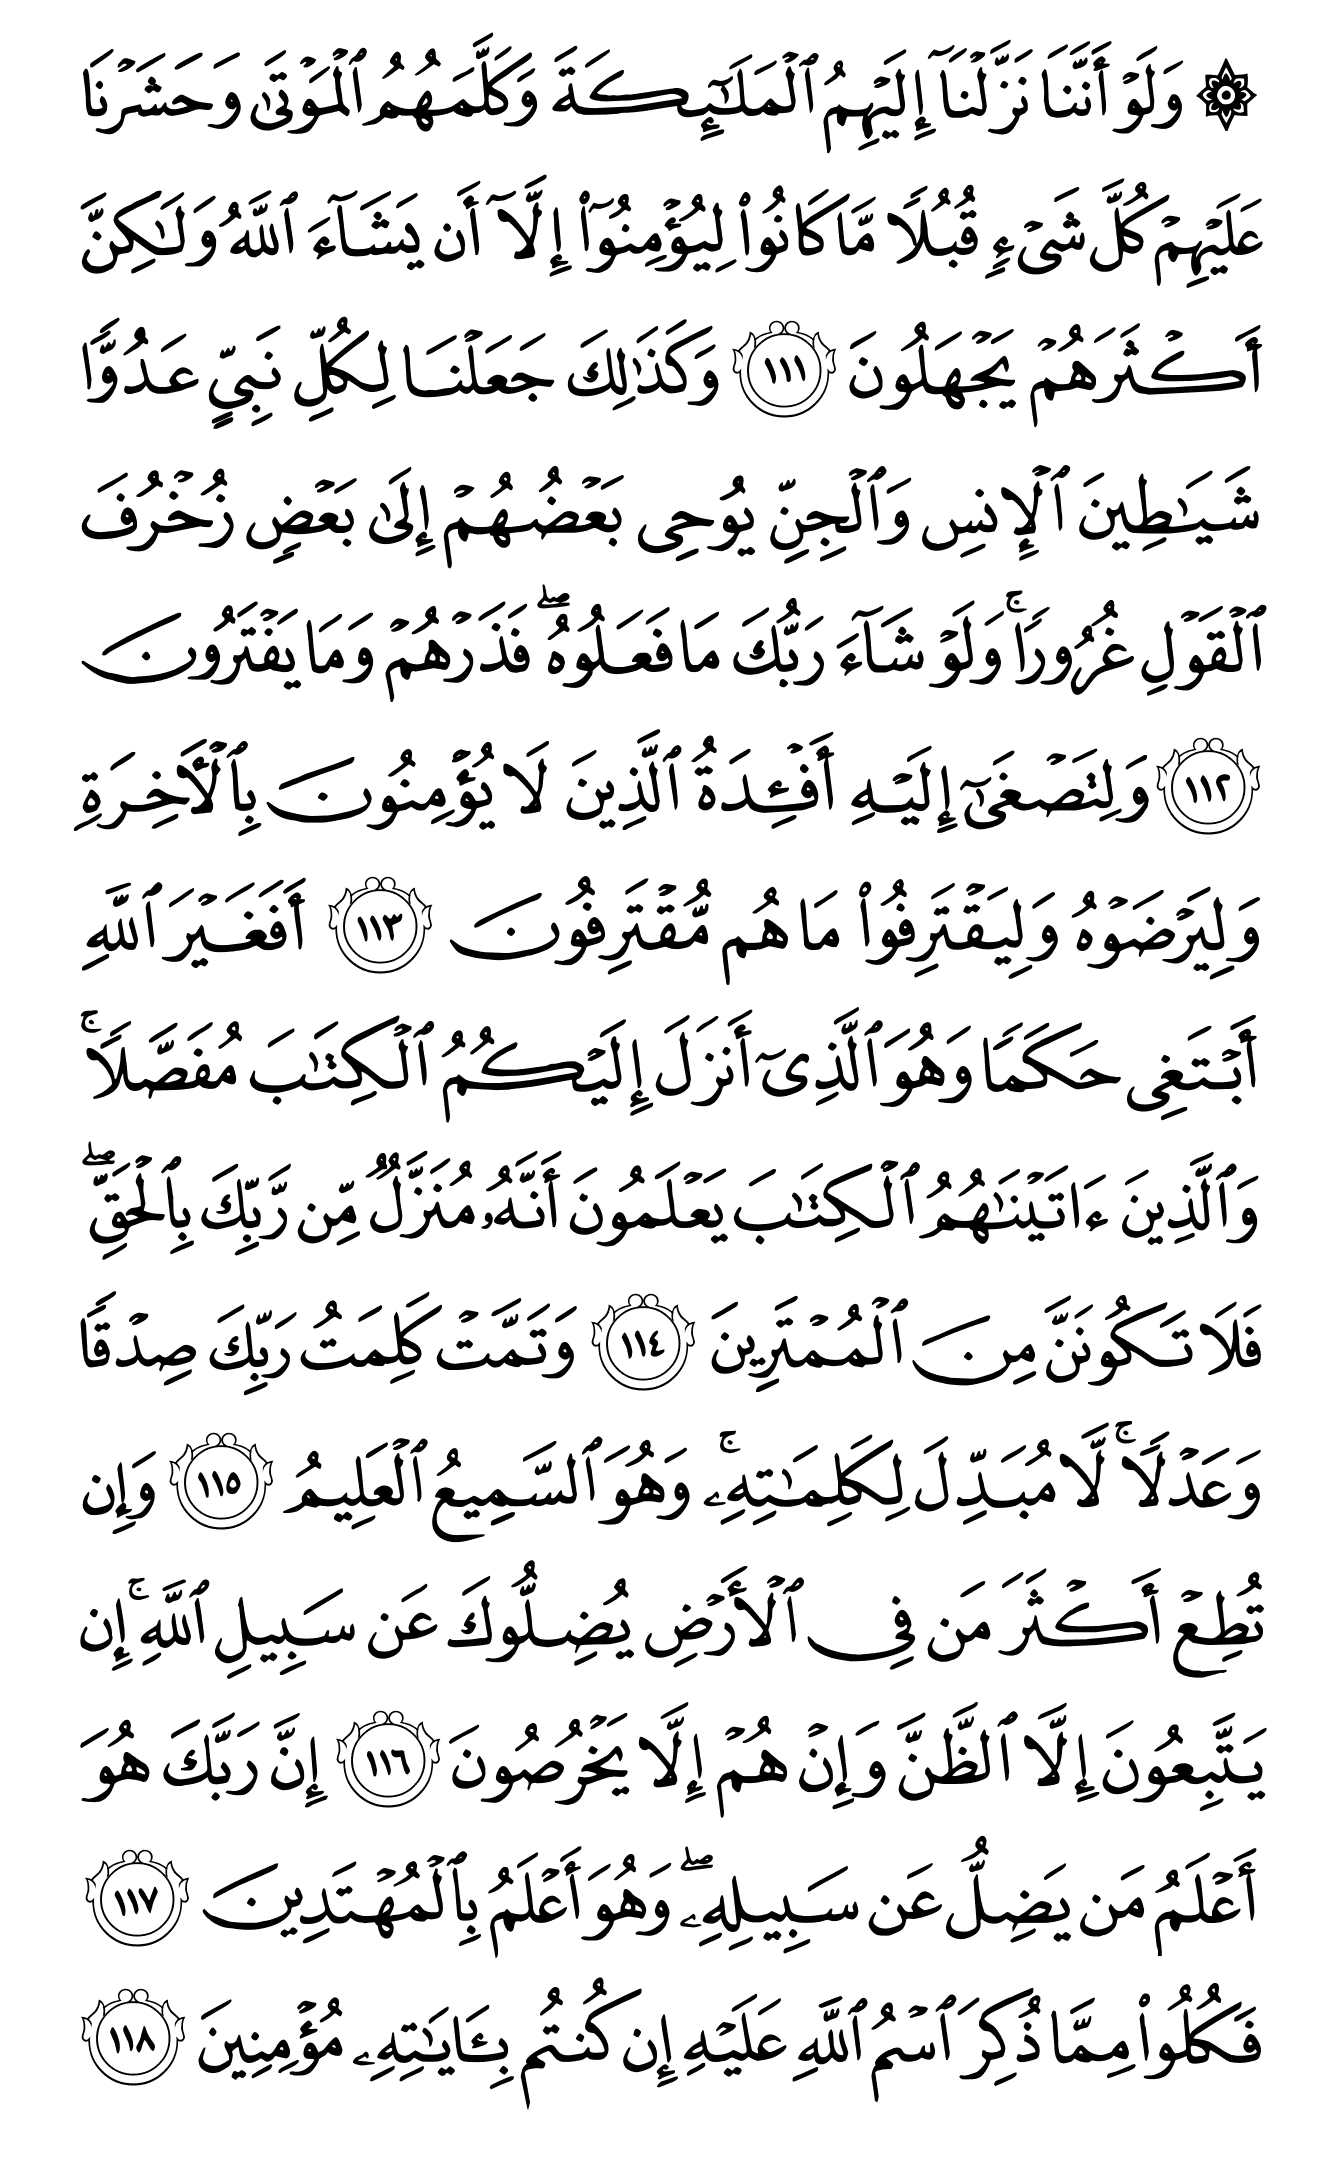 ۞ وَلَوۡ أَنَّنَا نَزَّلۡنَآ إِلَيۡهِمُ ٱلۡمَلَٰٓئِكَةَ وَكَلَّمَهُمُ ٱلۡمَوۡتَىٰ وَحَشَرۡنَا
عَلَيۡهِمۡ كُلَّ شَيۡءٖ قُبُلٗا مَّا كَانُواْ لِيُؤۡمِنُوٓاْ إِلَّآ أَن يَشَآءَ ٱللَّهُ وَلَٰكِنَّ
أَكۡثَرَهُمۡ يَجۡهَلُونَ ١١١ وَكَذَٰلِكَ جَعَلۡنَا لِكُلِّ نَبِيٍّ عَدُوّٗا
شَيَٰطِينَ ٱلۡإِنسِ وَٱلۡجِنِّ يُوحِي بَعۡضُهُمۡ إِلَىٰ بَعۡضٖ زُخۡرُفَ
ٱلۡقَوۡلِ غُرُورٗاۚ وَلَوۡ شَآءَ رَبُّكَ مَا فَعَلُوهُۖ فَذَرۡهُمۡ وَمَا يَفۡتَرُونَ
١١٢ وَلِتَصۡغَىٰٓ إِلَيۡهِ أَفۡـِٔدَةُ ٱلَّذِينَ لَا يُؤۡمِنُونَ بِٱلۡأٓخِرَةِ
وَلِيَرۡضَوۡهُ وَلِيَقۡتَرِفُواْ مَا هُم مُّقۡتَرِفُونَ ١١٣ أَفَغَيۡرَ ٱللَّهِ
أَبۡتَغِي حَكَمٗا وَهُوَ ٱلَّذِيٓ أَنزَلَ إِلَيۡكُمُ ٱلۡكِتَٰبَ مُفَصَّلٗاۚ
وَٱلَّذِينَ ءَاتَيۡنَٰهُمُ ٱلۡكِتَٰبَ يَعۡلَمُونَ أَنَّهُۥ مُنَزَّلٞ مِّن رَّبِّكَ بِٱلۡحَقِّۖ
فَلَا تَكُونَنَّ مِنَ ٱلۡمُمۡتَرِينَ ١١٤ وَتَمَّتۡ كَلِمَتُ رَبِّكَ صِدۡقٗا
وَعَدۡلٗاۚ لَّا مُبَدِّلَ لِكَلِمَٰتِهِۦۚ وَهُوَ ٱلسَّمِيعُ ٱلۡعَلِيمُ ١١٥ وَإِن
تُطِعۡ أَكۡثَرَ مَن فِي ٱلۡأَرۡضِ يُضِلُّوكَ عَن سَبِيلِ ٱللَّهِۚ إِن
يَتَّبِعُونَ إِلَّا ٱلظَّنَّ وَإِنۡ هُمۡ إِلَّا يَخۡرُصُونَ ١١٦ إِنَّ رَبَّكَ هُوَ
أَعۡلَمُ مَن يَضِلُّ عَن سَبِيلِهِۦۖ وَهُوَ أَعۡلَمُ بِٱلۡمُهۡتَدِينَ ١١٧
فَكُلُواْ مِمَّا ذُكِرَ ٱسۡمُ ٱللَّهِ عَلَيۡهِ إِن كُنتُم بِـَٔايَٰتِهِۦ مُؤۡمِنِينَ ١١٨